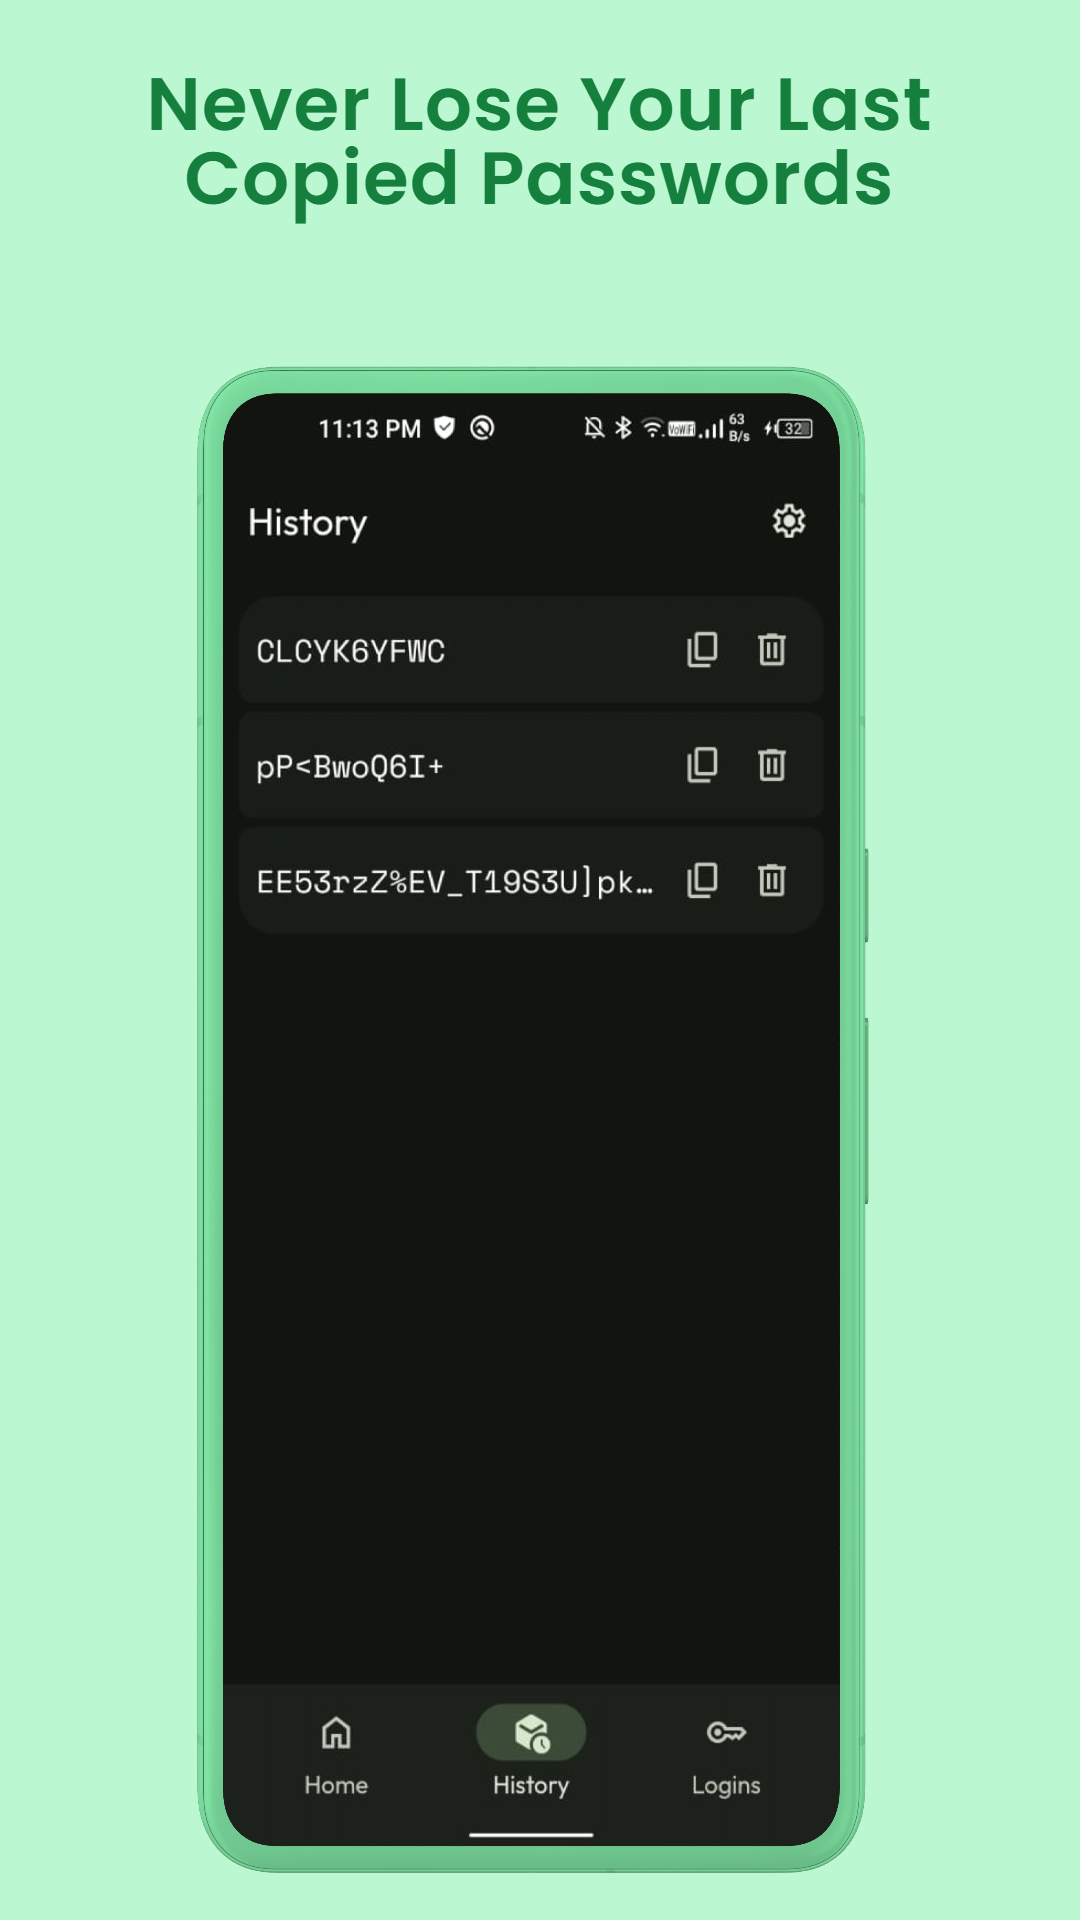 Never Lose Your Last
Copied Passwords
11:13 PM VoWiFi 63 B/s 32
History
CLCYK6YFWC
pP<BwoQ6I+
EE53rzZ%EV_T19S3U]pk…
Home History Logins